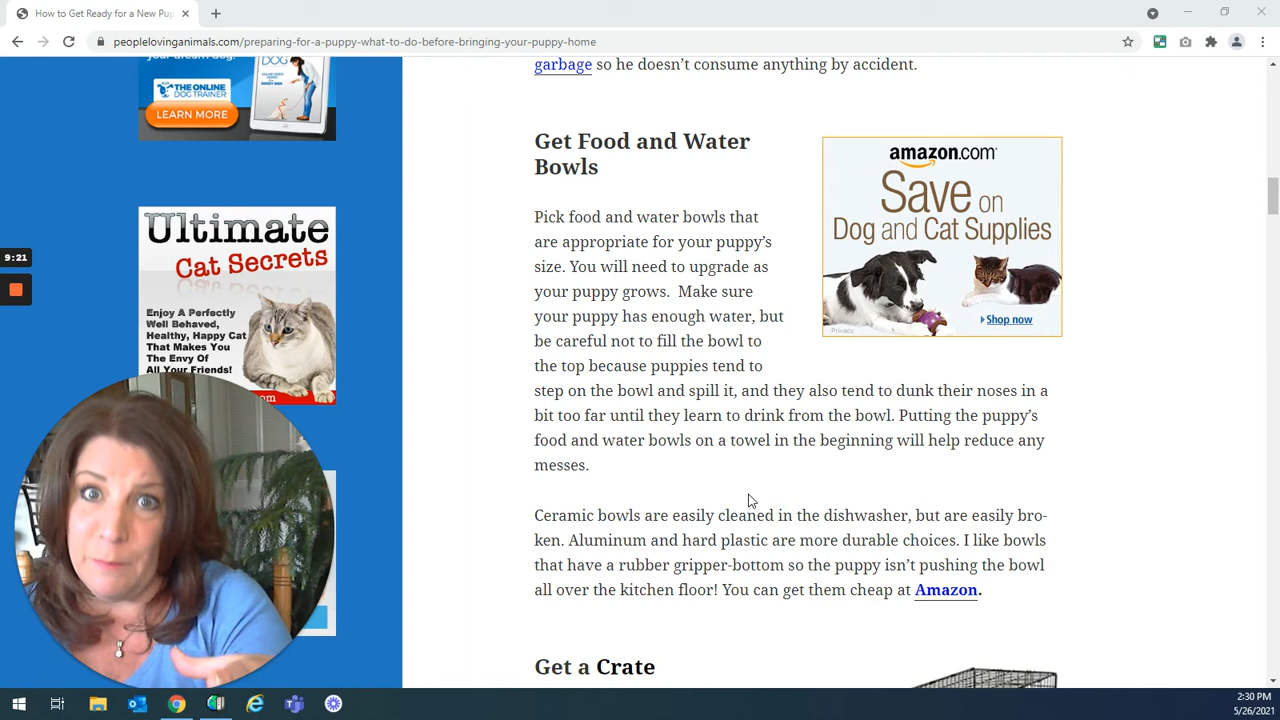 How to Get Ready for a New Pup
peoplelovinganimals.com/preparing-for-a-puppy-what-to-do-before-bringing-your-puppy-home
THE ONLINE
DOG TRAINER
LEARN MORE
Ultimate
Cat Secrets
Enjoy A Perfectly
Well Behaved,
Healthy, Happy Cat
That Makes You
The Envy Of
All Your Friends!
om
9:21
garbage so he doesn't consume anything by accident.
Get Food and Water
Bowls
Pick food and water bowls that
are appropriate for your puppy's
size. You will need to upgrade as
your puppy grows. Make sure
your puppy has enough water, but
be careful not to fill the bowl to
the top because puppies tend to
step on the bowl and spill it, and they also tend to dunk their noses in a
bit too far until they learn to drink from the bowl. Putting the puppy's
food and water bowls on a towel in the beginning will help reduce any
messes.
amazon.com
Save on
Dog and Cat Supplies
Shop now
Privacy
Ceramic bowls are easily cleaned in the dishwasher, but are easily bro-
ken. Aluminum and hard plastic are more durable choices. I like bowls
that have a rubber gripper-bottom so the puppy isn't pushing the bowl
all over the kitchen floor! You can get them cheap at Amazon.
Get a Crate
2:30 PM
5/26/2021